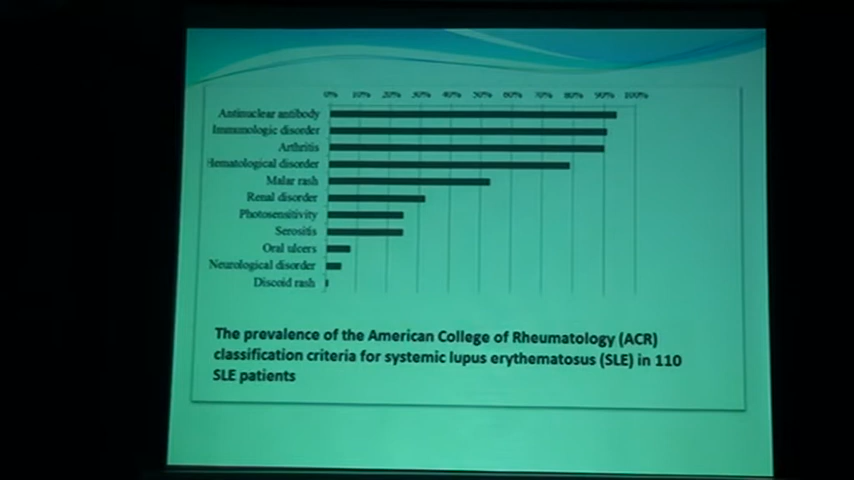 0% 10% 20% 30% 40% 50% 60% 70% 80% 90% 100%
Antinuclear antibody
Immunologic disorder
Arthritis
Hematological disorder
Malar rash
Renal disorder
Photosensitivity
Serositis
Oral ulcers
Neurological disorder
Discoid rash
The prevalence of the American College of Rheumatology (ACR)
classification criteria for systemic lupus erythematosus (SLE) in 110
SLE patients